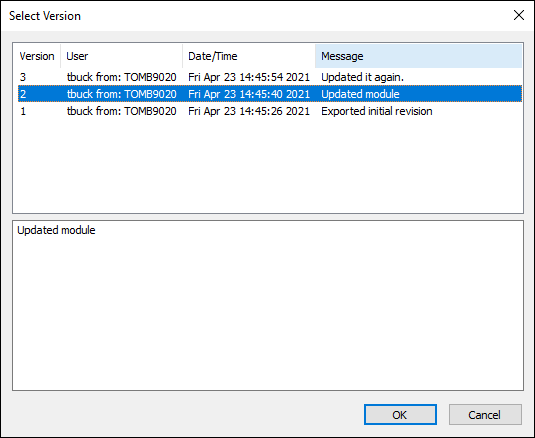 Select Version
Version User Date/Time Message
3 tbuck from: TOMB9020 Fri Apr 23 14:45:54 2021 Updated it again.
2 tbuck from: TOMB9020 Fri Apr 23 14:45:40 2021 Updated module
1 tbuck from: TOMB9020 Fri Apr 23 14:45:26 2021 Exported initial revision
Updated module
OK Cancel